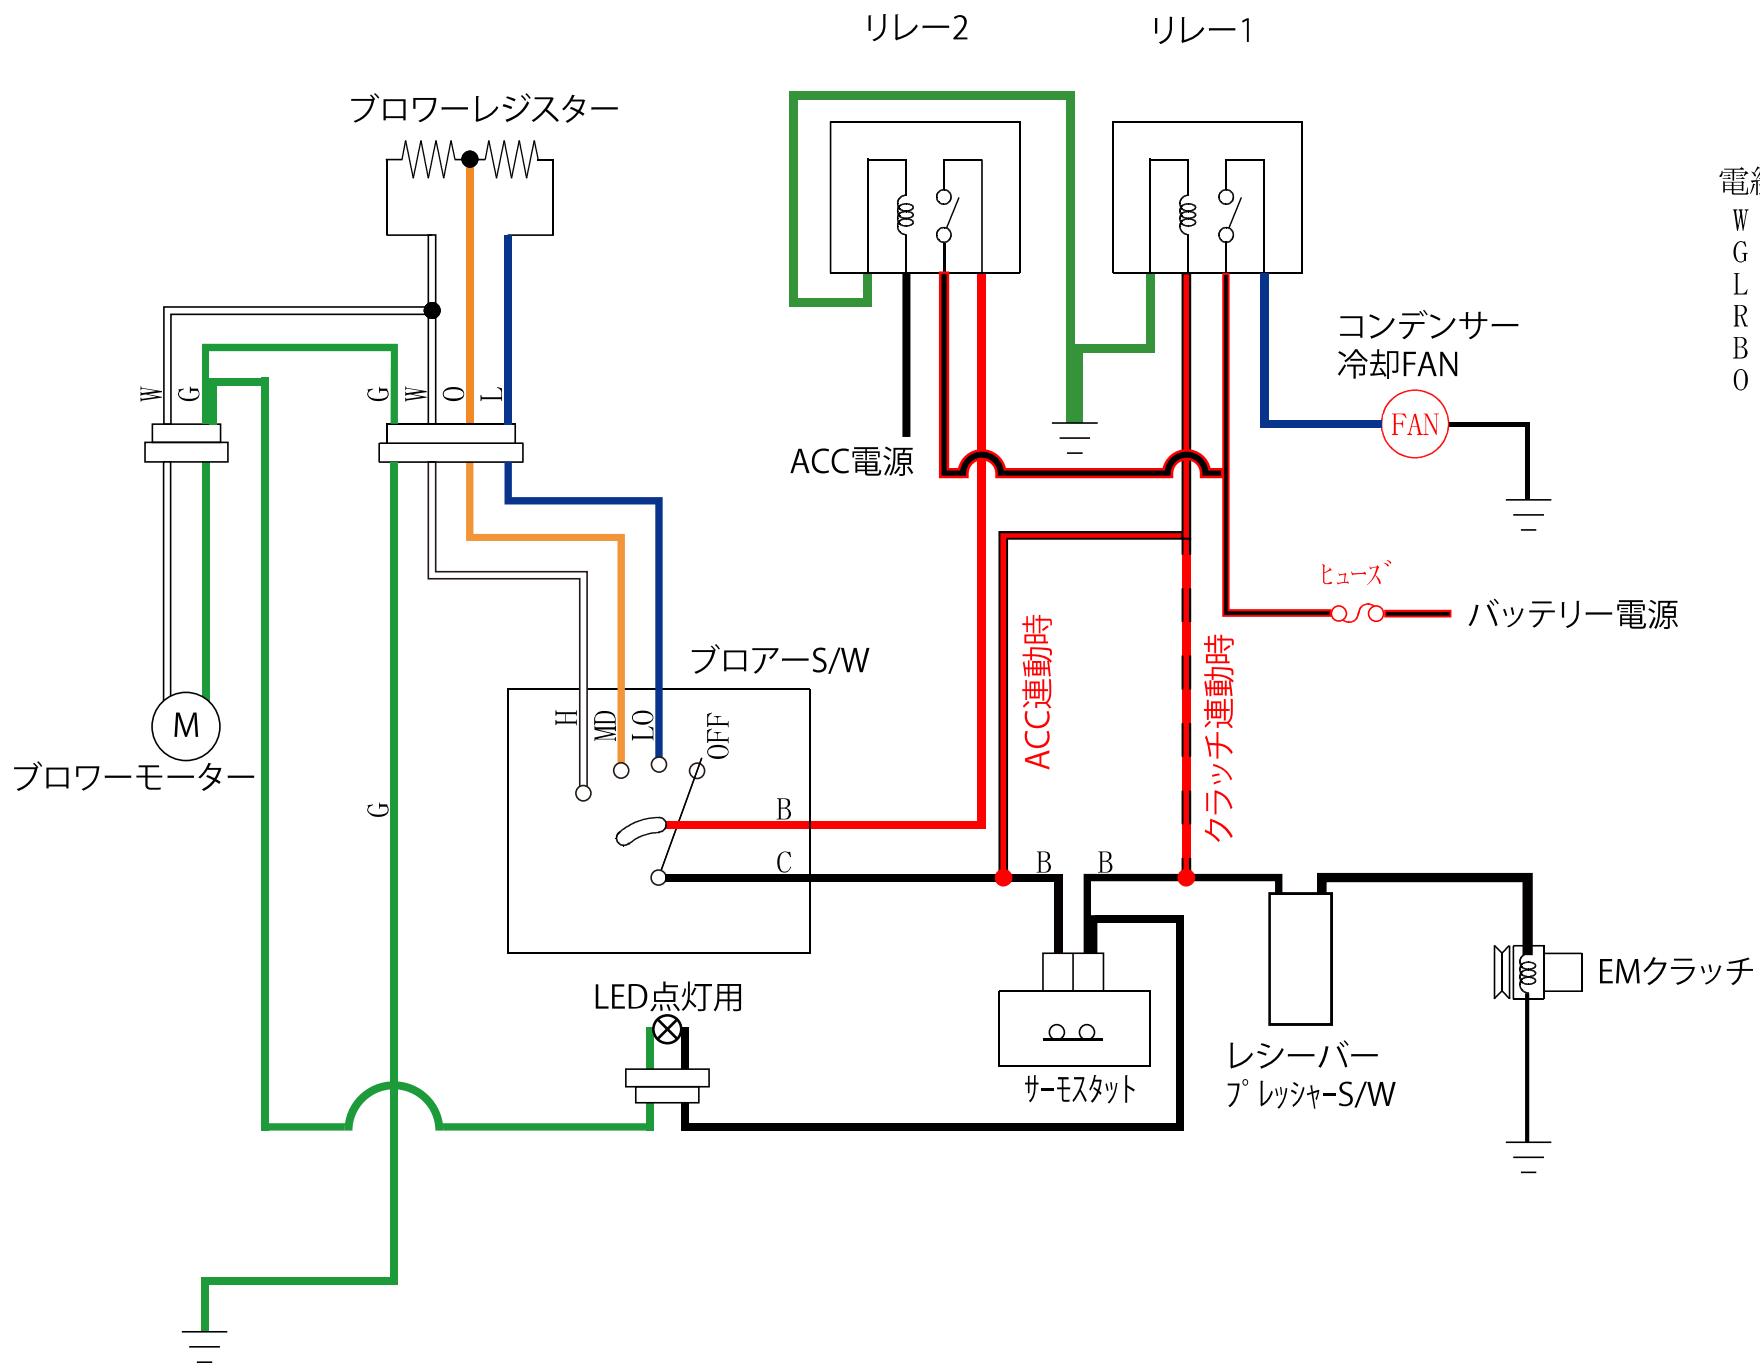 リレー2
リレー1
ブロワーレジスター
電
W
G
L
R
B
O
コンデンサー
冷却FAN
FAN
W
G
G
W
O
L
ACC電源
ヒューズ
バッテリー電源
ACC連動時
クラッチ連動時
ブロアーS/W
H
MD
LO
OFF
M
ブロワーモーター
G
B
C
B
B
LED点灯用
EMクラッチ
サーモスタット
レシーバー
プレッシャーS/W